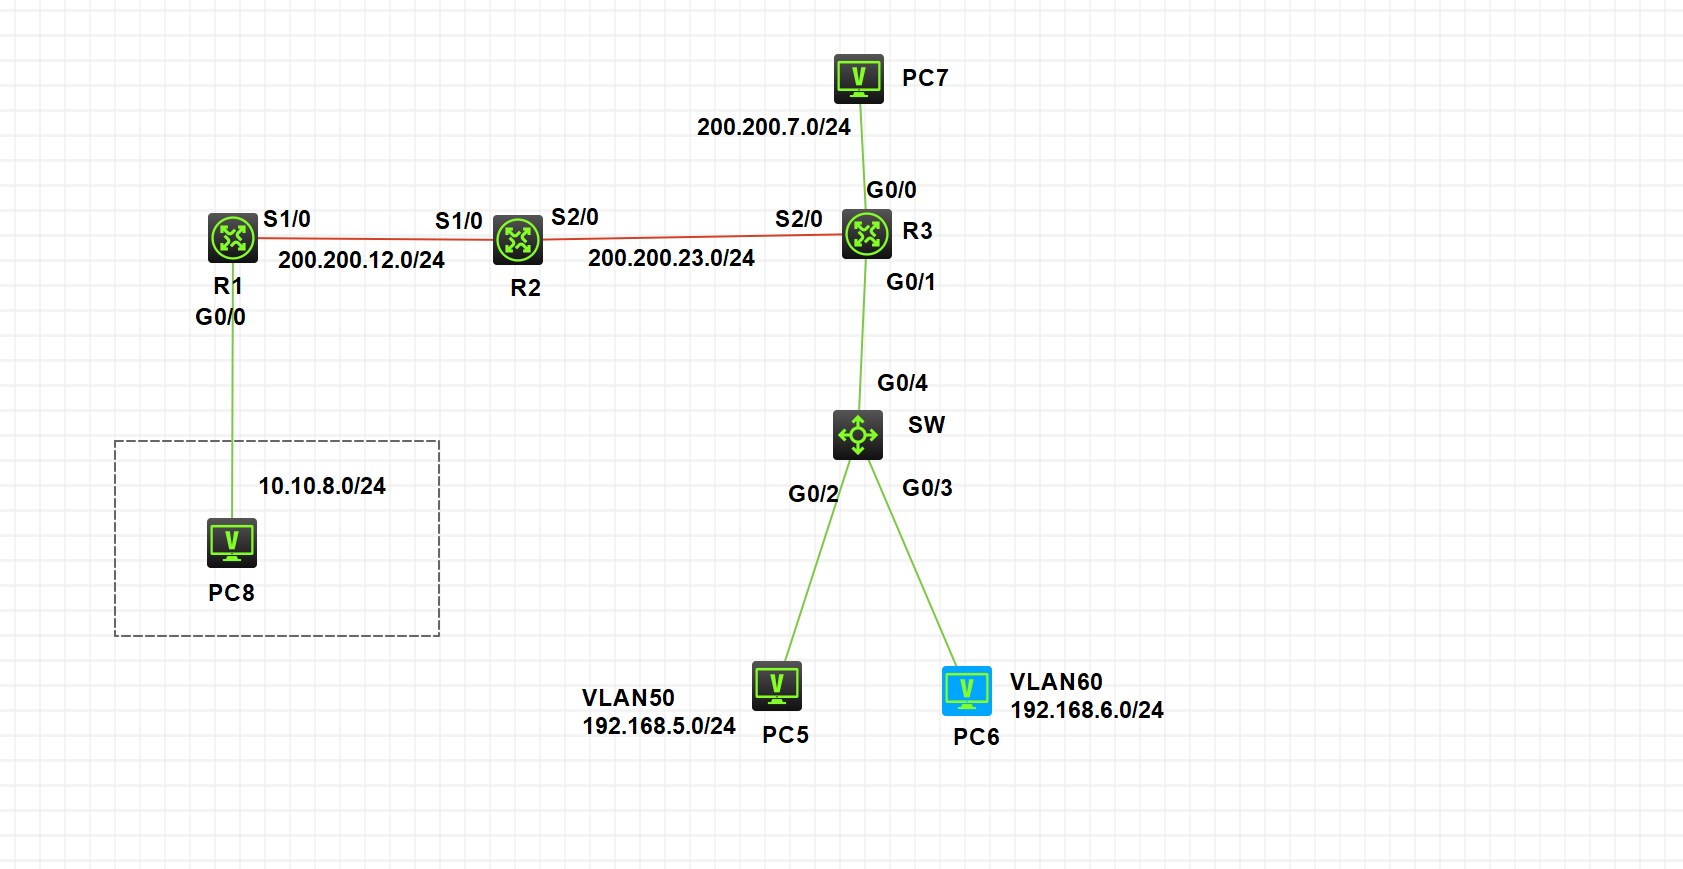 PC7
200.200.7.0/24
G0/0
S1/0
S1/0
S2/0
S2/0
R3
200.200.12.0/24
200.200.23.0/24
R1
R2
G0/1
G0/0
G0/4
SW
10.10.8.0/24
G0/2
G0/3
PC8
VLAN50
192.168.5.0/24
PC5
VLAN60
192.168.6.0/24
PC6
V
V
V
V